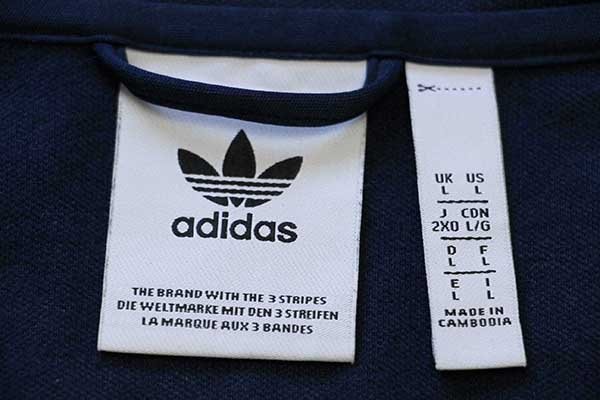 adidas
THE BRAND WITH THE 3 STRIPES
DIE WELTMARKE MIT DEN 3 STREIFEN
LA MARQUE AUX 3 BANDES
UK US
L L
J CDN
2XO L/G
D F
L L
E I
L L
MADE IN
CAMBODIA